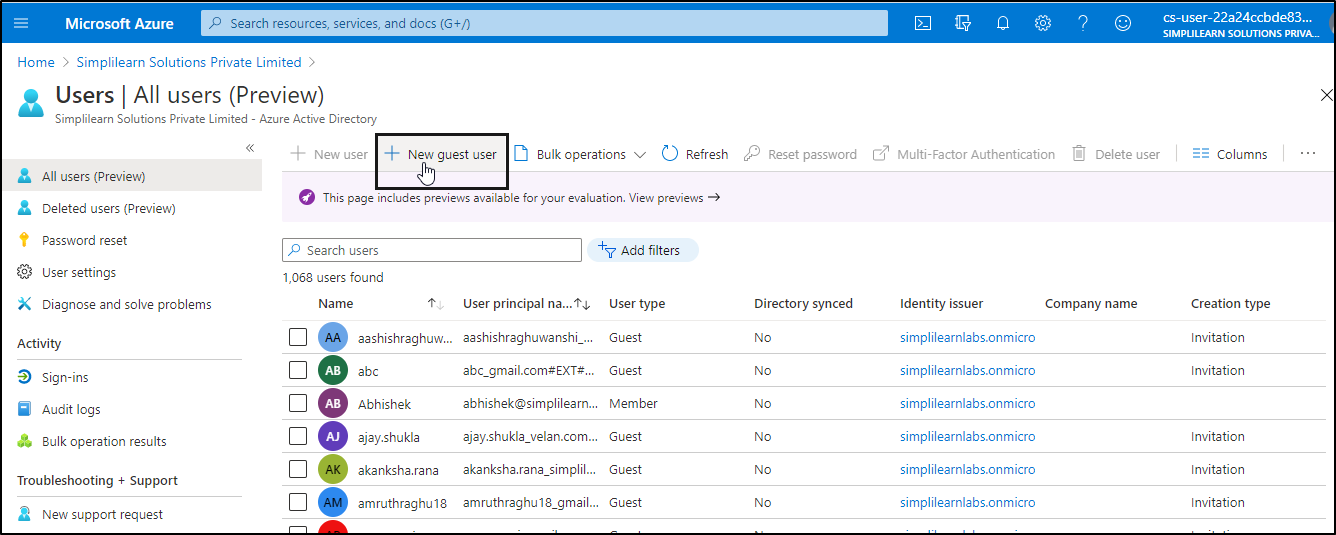 Microsoft Azure
Search resources, services, and docs (G+/)
cs-user-22a24ccbde83...
SIMPLILEARN SOLUTIONS PRIVA...
Home > Simplilearn Solutions Private Limited >
Users | All users (Preview)
Simplilearn Solutions Private Limited - Azure Active Directory
All users (Preview)
Deleted users (Preview)
Password reset
User settings
Diagnose and solve problems
Activity
Sign-ins
Audit logs
Bulk operation results
Troubleshooting + Support
New support request
New user New guest user Bulk operations Refresh Reset password Multi-Factor Authentication Delete user Columns ...
This page includes previews available for your evaluation. View previews →
Search users Add filters
1,068 users found
Name User principal na... User type Directory synced Identity issuer Company name Creation type
AA aashishraghuw... aashishraghuwanshi_... Guest No simplilearnlabs.onmicro Invitation
AB abc abc_gmail.com#EXT#... Guest No simplilearnlabs.onmicro Invitation
AB Abhishek abhishek@simplilearn... Member No simplilearnlabs.onmicro
AJ ajay.shukla ajay.shukla_velan.com... Guest No simplilearnlabs.onmicro Invitation
AK akanksha.rana akanksha.rana_simplil... Guest No simplilearnlabs.onmicro Invitation
AM amruthraghu18 amruthraghu18_gmail... Guest No simplilearnlabs.onmicro Invitation